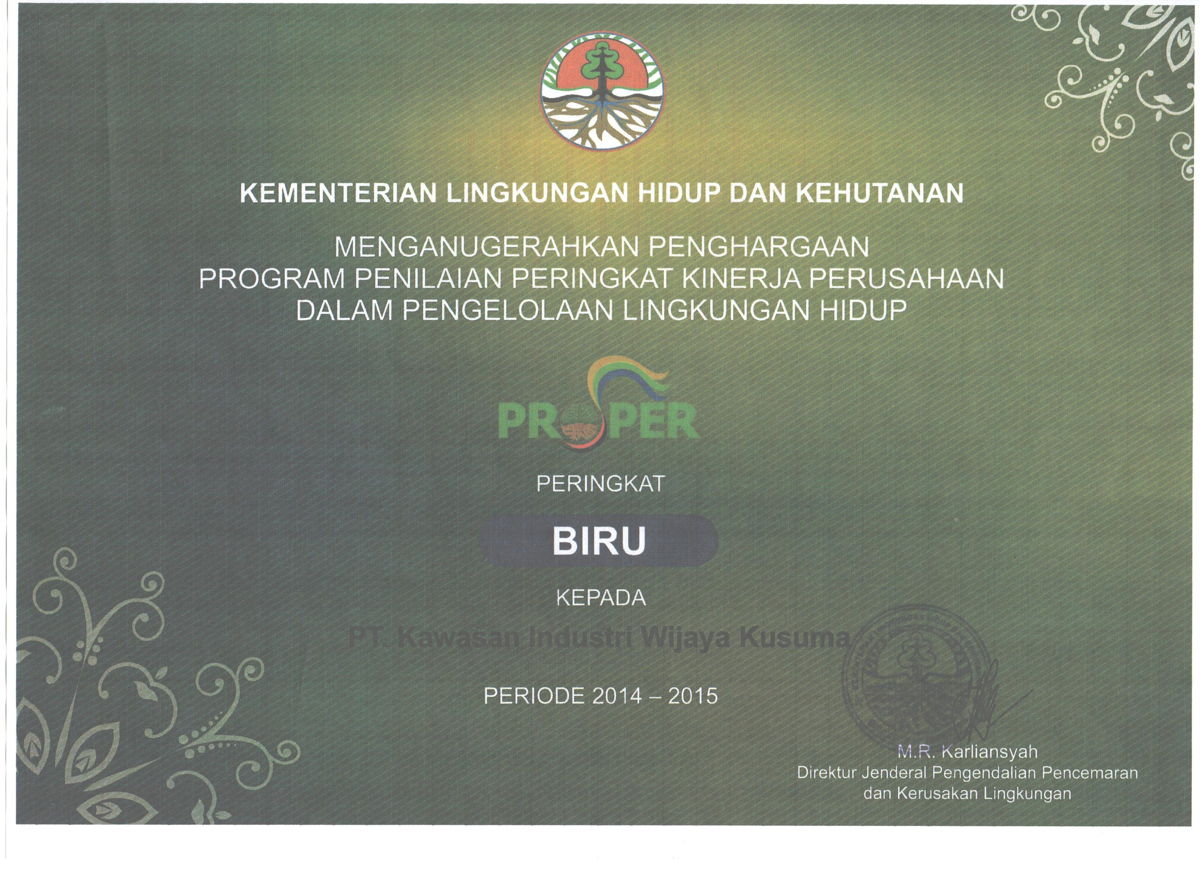 KEMENTERIAN LINGKUNGAN HIDUP DAN KEHUTANAN
MENGANUGERAHKAN PENGHARGAAN
PROGRAM PENILAIAN PERINGKAT KINERJA PERUSAHAAN
DALAM PENGELOLAAN LINGKUNGAN HIDUP
PROPER
PERINGKAT
BIRU
KEPADA
PT. Kawasan Industri Wijaya Kusuma
PERIODE 2014 – 2015
M.R. Karliansyah
Direktur Jenderal Pengendalian Pencemaran
dan Kerusakan Lingkungan